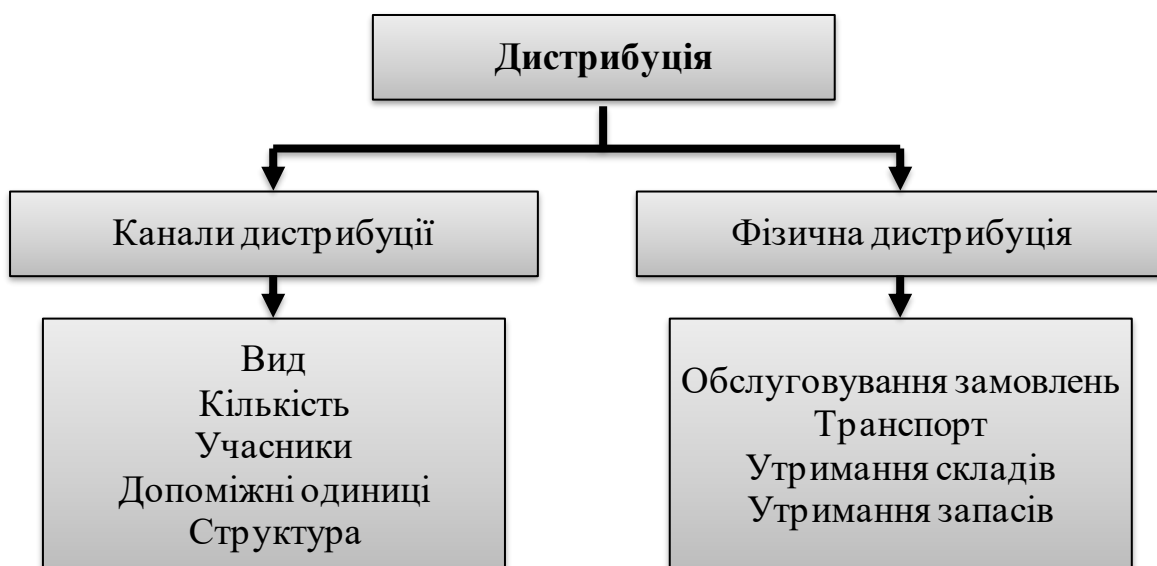 Дистрибуція
Канали дистрибуції
Фізична дистрибуція
Вид
Кількість
Учасники
Допоміжні одиниці
Структура
Обслуговування замовлень
Транспорт
Утримання складів
Утримання запасів